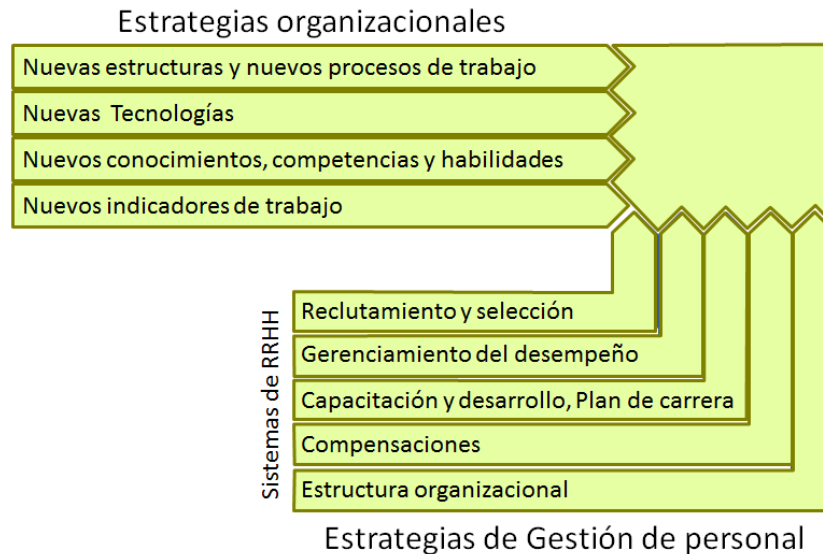 Estrategias organizacionales
Nuevas estructuras y nuevos procesos de trabajo
Nuevas Tecnologías
Nuevos conocimientos, competencias y habilidades
Nuevos indicadores de trabajo
Sistemas de RRHH
Reclutamiento y selección
Gerenciamiento del desempeño
Capacitación y desarrollo, Plan de carrera
Compensaciones
Estructura organizacional
Estrategias de Gestión de personal